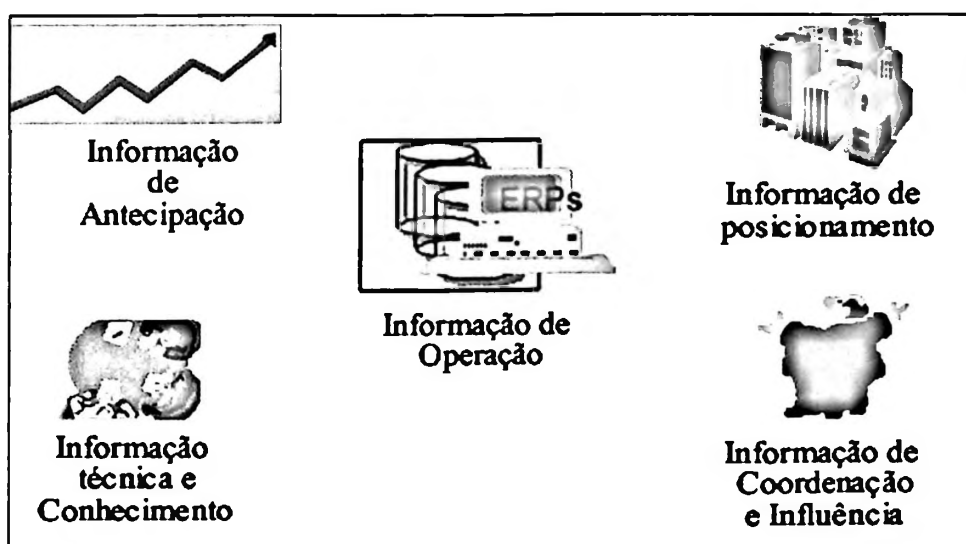 Informação
de
Antecipação
ERPs
Informação de
Operação
Informação de
posicionamento
Informação
técnica e
Conhecimento
Informação de
Coordenação
e Influência